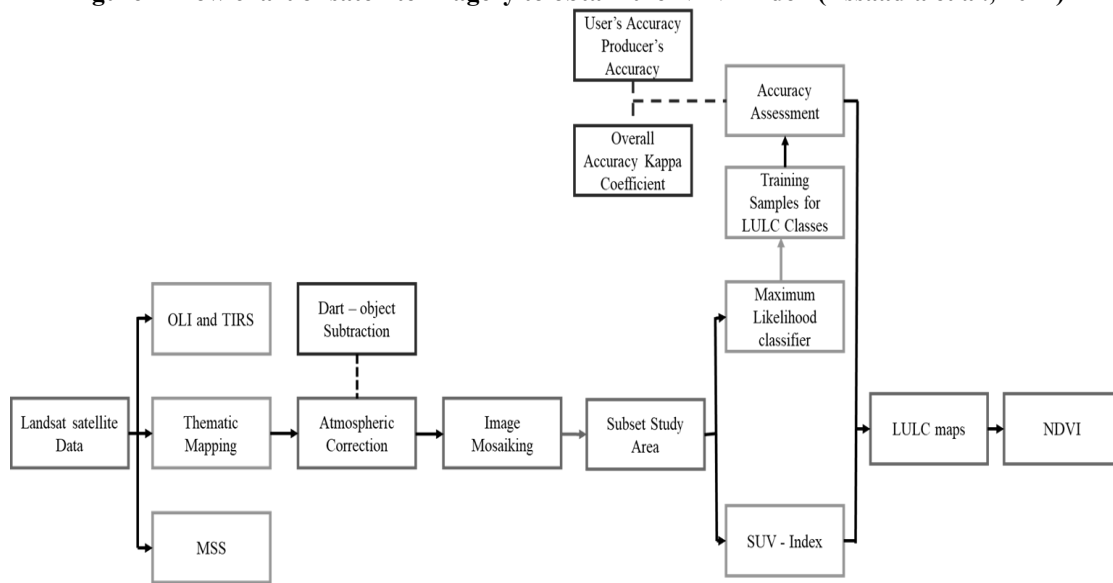 User's Accuracy
Producer's
Accuracy
Accuracy
Assessment
Overall
Accuracy Kappa
Coefficient
Training
Samples for
LULC Classes
OLI and TIRS
Dart – object
Subtraction
Maximum
Likelihood
classifier
Landsat satellite
Data
Thematic
Mapping
Atmospheric
Correction
Image
Mosaiking
Subset Study
Area
LULC maps
NDVI
MSS
SUV - Index